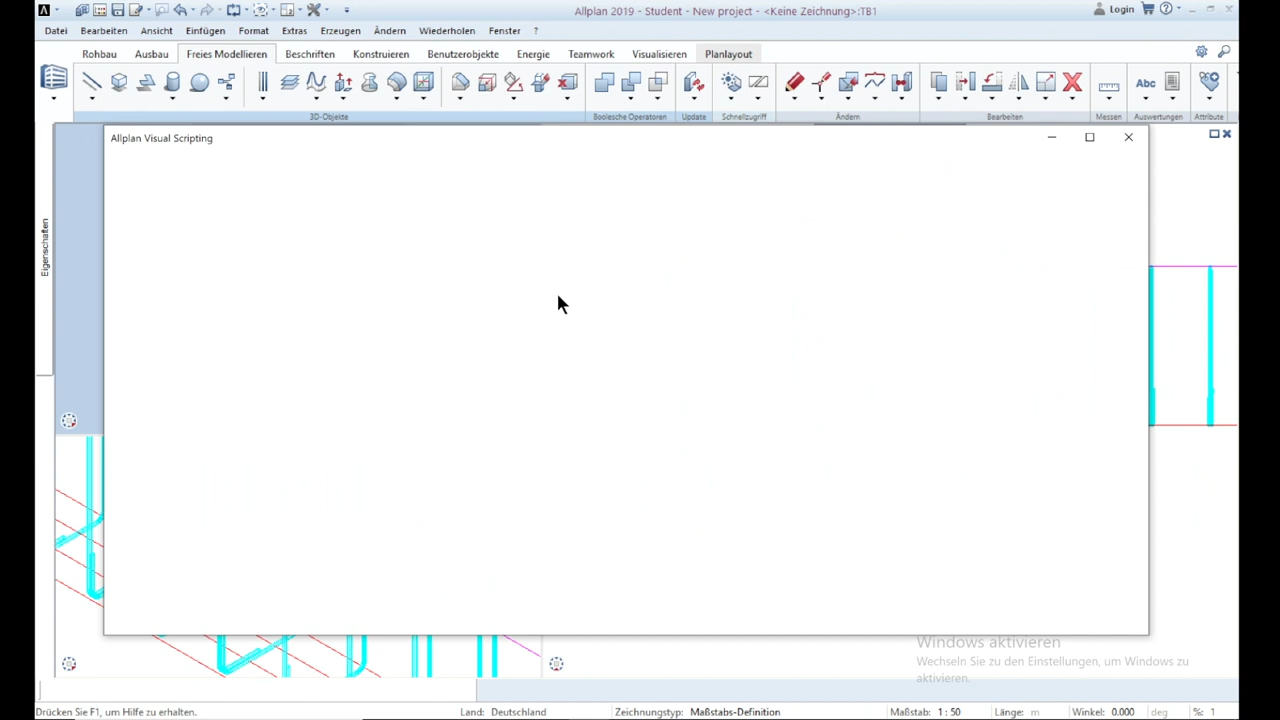 Allplan 2019 - Student - New project - <Keine Zeichnung>:TB1
Login
Datei Bearbeiten Ansicht Einfügen Format Extras Erzeugen Ändern Wiederholen Fenster ?
Rohbau Ausbau Freies Modellieren Beschriften Konstruieren Benutzerobjekte Energie Teamwork Visualisieren Planlayout
Abc
3D-Objekte Boolesche Operatoren Update Schnellzugriff Ändern Bearbeiten Messen Auswertungen Attribute
Allplan Visual Scripting
Eigenschaften
Windows aktivieren
Wechseln Sie zu den Einstellungen, um Windows zu
aktivieren.
Drücken Sie F1, um Hilfe zu erhalten. Land: Deutschland Zeichnungstyp: Maßstabs-Definition Maßstab: 1 : 50 Länge: m Winkel: 0.000 deg %: 1